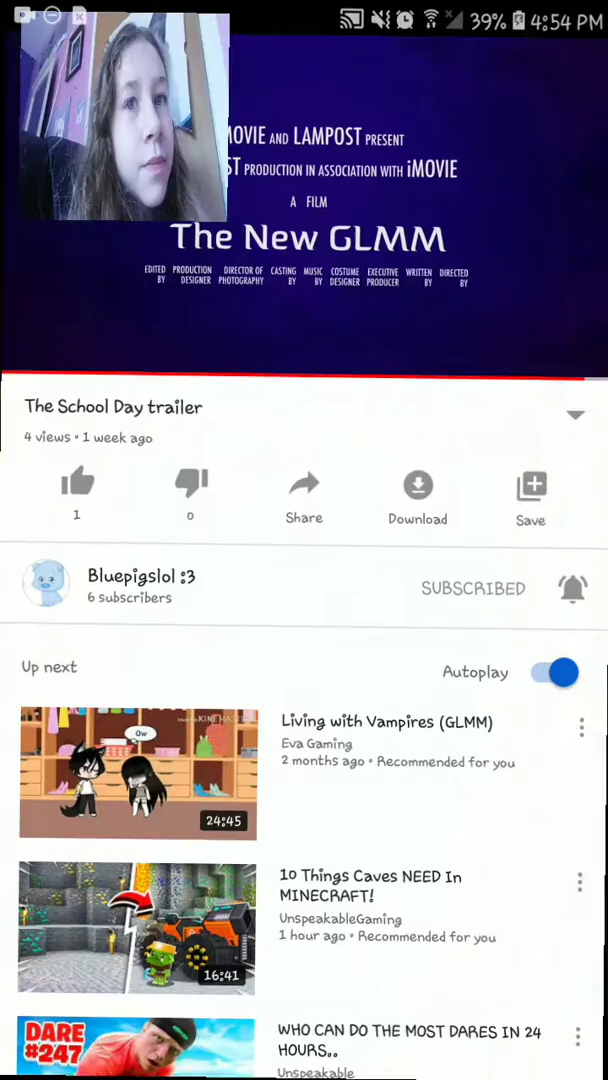 39% 4:54 PM
MOVIE AND LAMPOST PRESENT
ST PRODUCTION IN ASSOCIATION WITH iMOVIE
A FILM
The New GLMM
EDITED BY PRODUCTION DESIGNER DIRECTOR OF PHOTOGRAPHY CASTING BY MUSIC BY COSTUME DESIGNER EXECUTIVE PRODUCER WRITTEN BY DIRECTED BY
The School Day trailer
4 views • 1 week ago
1
0
Share
Download
Save
Bluepigslol :3
6 subscribers
SUBSCRIBED
Up next
Autoplay
KINEMASTER
Ow
24:45
Living with Vampires (GLMM)
Eva Gaming
2 months ago • Recommended for you
16:41
10 Things Caves NEED In
MINECRAFT!
UnspeakableGaming
1 hour ago • Recommended for you
DARE
#247
WHO CAN DO THE MOST DARES IN 24
HOURS..
Unspeakable